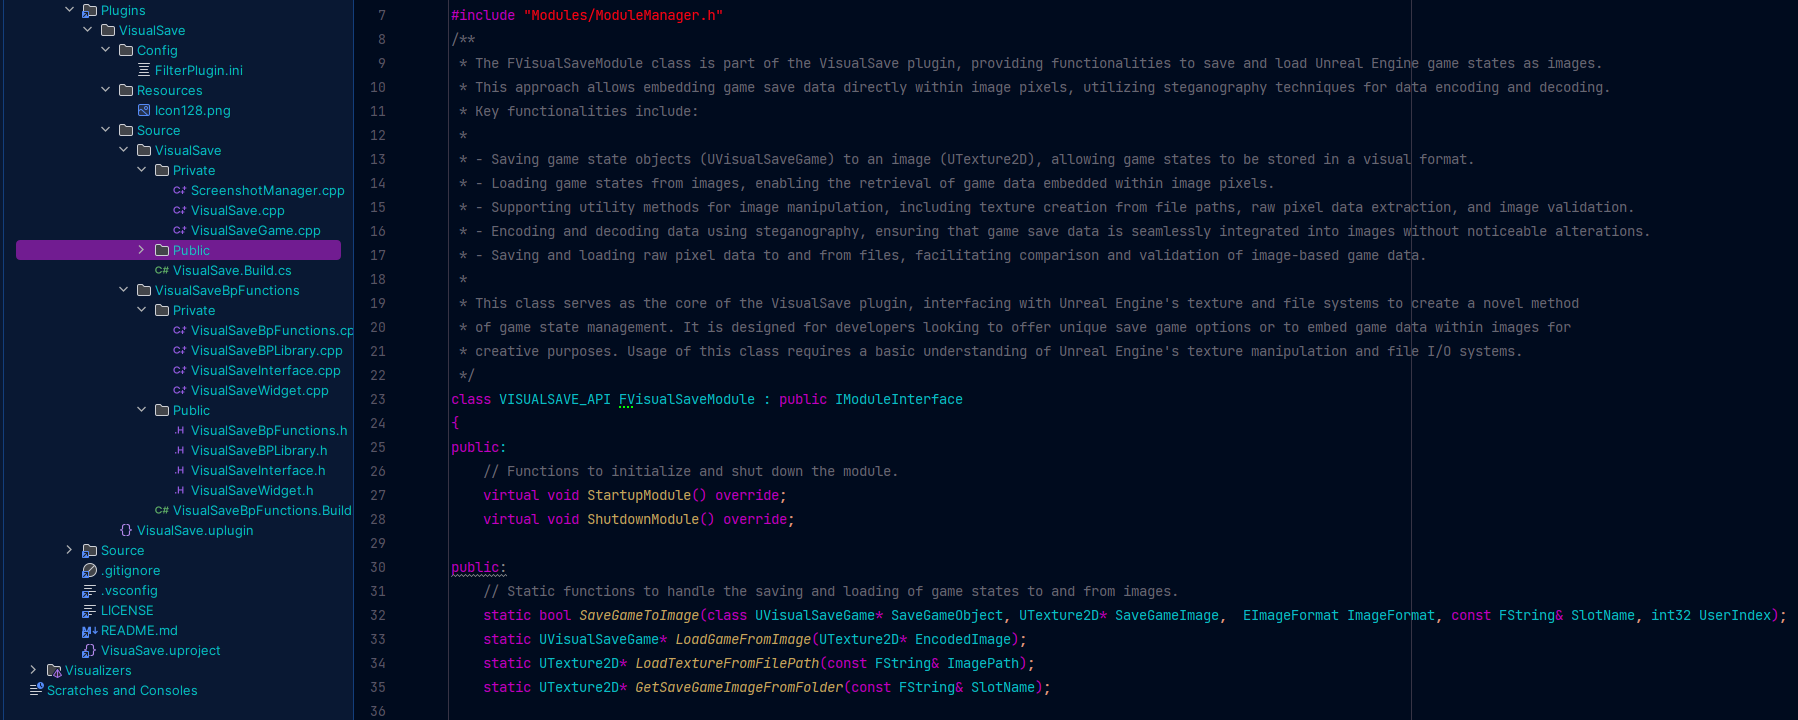 Plugins
VisualSave
Config
FilterPlugin.ini
Resources
Icon128.png
Source
VisualSave
Private
C++ ScreenshotManager.cpp
C++ VisualSave.cpp
C++ VisualSaveGame.cpp
Public
C# VisualSave.Build.cs
VisualSaveBpFunctions
Private
C++ VisualSaveBpFunctions.cp
C++ VisualSaveBPLibrary.cpp
C++ VisualSaveInterface.cpp
C++ VisualSaveWidget.cpp
Public
.H VisualSaveBpFunctions.h
.H VisualSaveBPLibrary.h
.H VisualSaveInterface.h
.H VisualSaveWidget.h
C# VisualSaveBpFunctions.Build
{} VisualSave.uplugin
Source
.gitignore
.vsconfig
LICENSE
M↓ README.md
{} VisuaSave.uproject
Visualizers
Scratches and Consoles
7 #include "Modules/ModuleManager.h"
8 /**
9  * The FVisualSaveModule class is part of the VisualSave plugin, providing functionalities to save and load Unreal Engine game states as images.
10  * This approach allows embedding game save data directly within image pixels, utilizing steganography techniques for data encoding and decoding.
11  * Key functionalities include:
12  *
13  * - Saving game state objects (UVisualSaveGame) to an image (UTexture2D), allowing game states to be stored in a visual format.
14  * - Loading game states from images, enabling the retrieval of game data embedded within image pixels.
15  * - Supporting utility methods for image manipulation, including texture creation from file paths, raw pixel data extraction, and image validation.
16  * - Encoding and decoding data using steganography, ensuring that game save data is seamlessly integrated into images without noticeable alterations.
17  * - Saving and loading raw pixel data to and from files, facilitating comparison and validation of image-based game data.
18  *
19  * This class serves as the core of the VisualSave plugin, interfacing with Unreal Engine's texture and file systems to create a novel method
20  * of game state management. It is designed for developers looking to offer unique save game options or to embed game data within images for
21  * creative purposes. Usage of this class requires a basic understanding of Unreal Engine's texture manipulation and file I/O systems.
22  */
23 class VISUALSAVE_API FVisualSaveModule : public IModuleInterface
24 {
25 public:
26     // Functions to initialize and shut down the module.
27     virtual void StartupModule() override;
28     virtual void ShutdownModule() override;
29
30 public:
31     // Static functions to handle the saving and loading of game states to and from images.
32     static bool SaveGameToImage(class UVisualSaveGame* SaveGameObject, UTexture2D* SaveGameImage,  EImageFormat ImageFormat, const FString& SlotName, int32 UserIndex);
33     static UVisualSaveGame* LoadGameFromImage(UTexture2D* EncodedImage);
34     static UTexture2D* LoadTextureFromFilePath(const FString& ImagePath);
35     static UTexture2D* GetSaveGameImageFromFolder(const FString& SlotName);
36